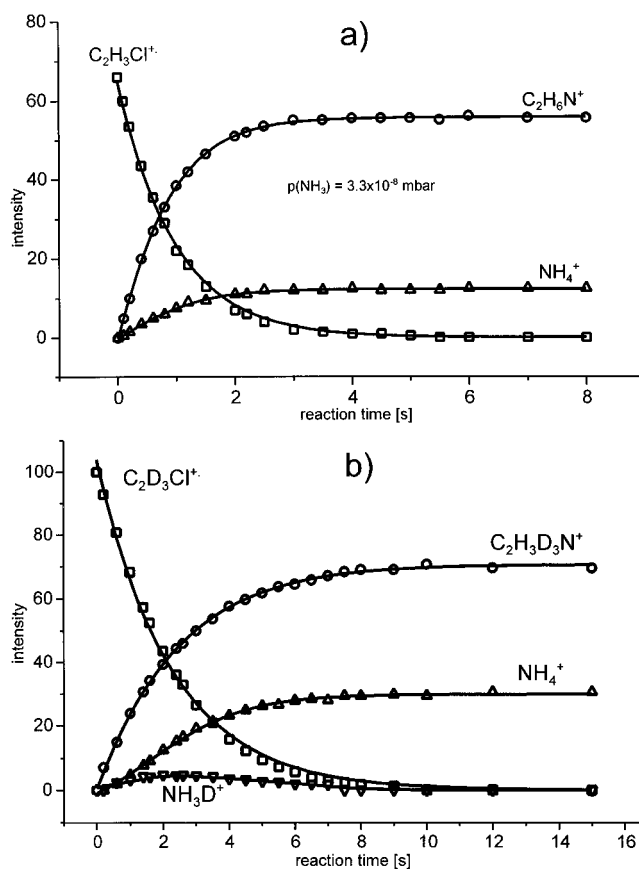 a)
80
C₂H₃Cl⁺·
60
C₂H₆N⁺
40
p(NH₃) = 3.3x10⁻⁸ mbar
intensity
20
NH₄⁺
0
0 2 4 6 8
reaction time [s]
b)
100
C₂D₃Cl⁺·
80
C₂H₃D₃N⁺
60
intensity
40
NH₄⁺
20
0
NH₃D⁺
0 2 4 6 8 10 12 14 16
reaction time [s]